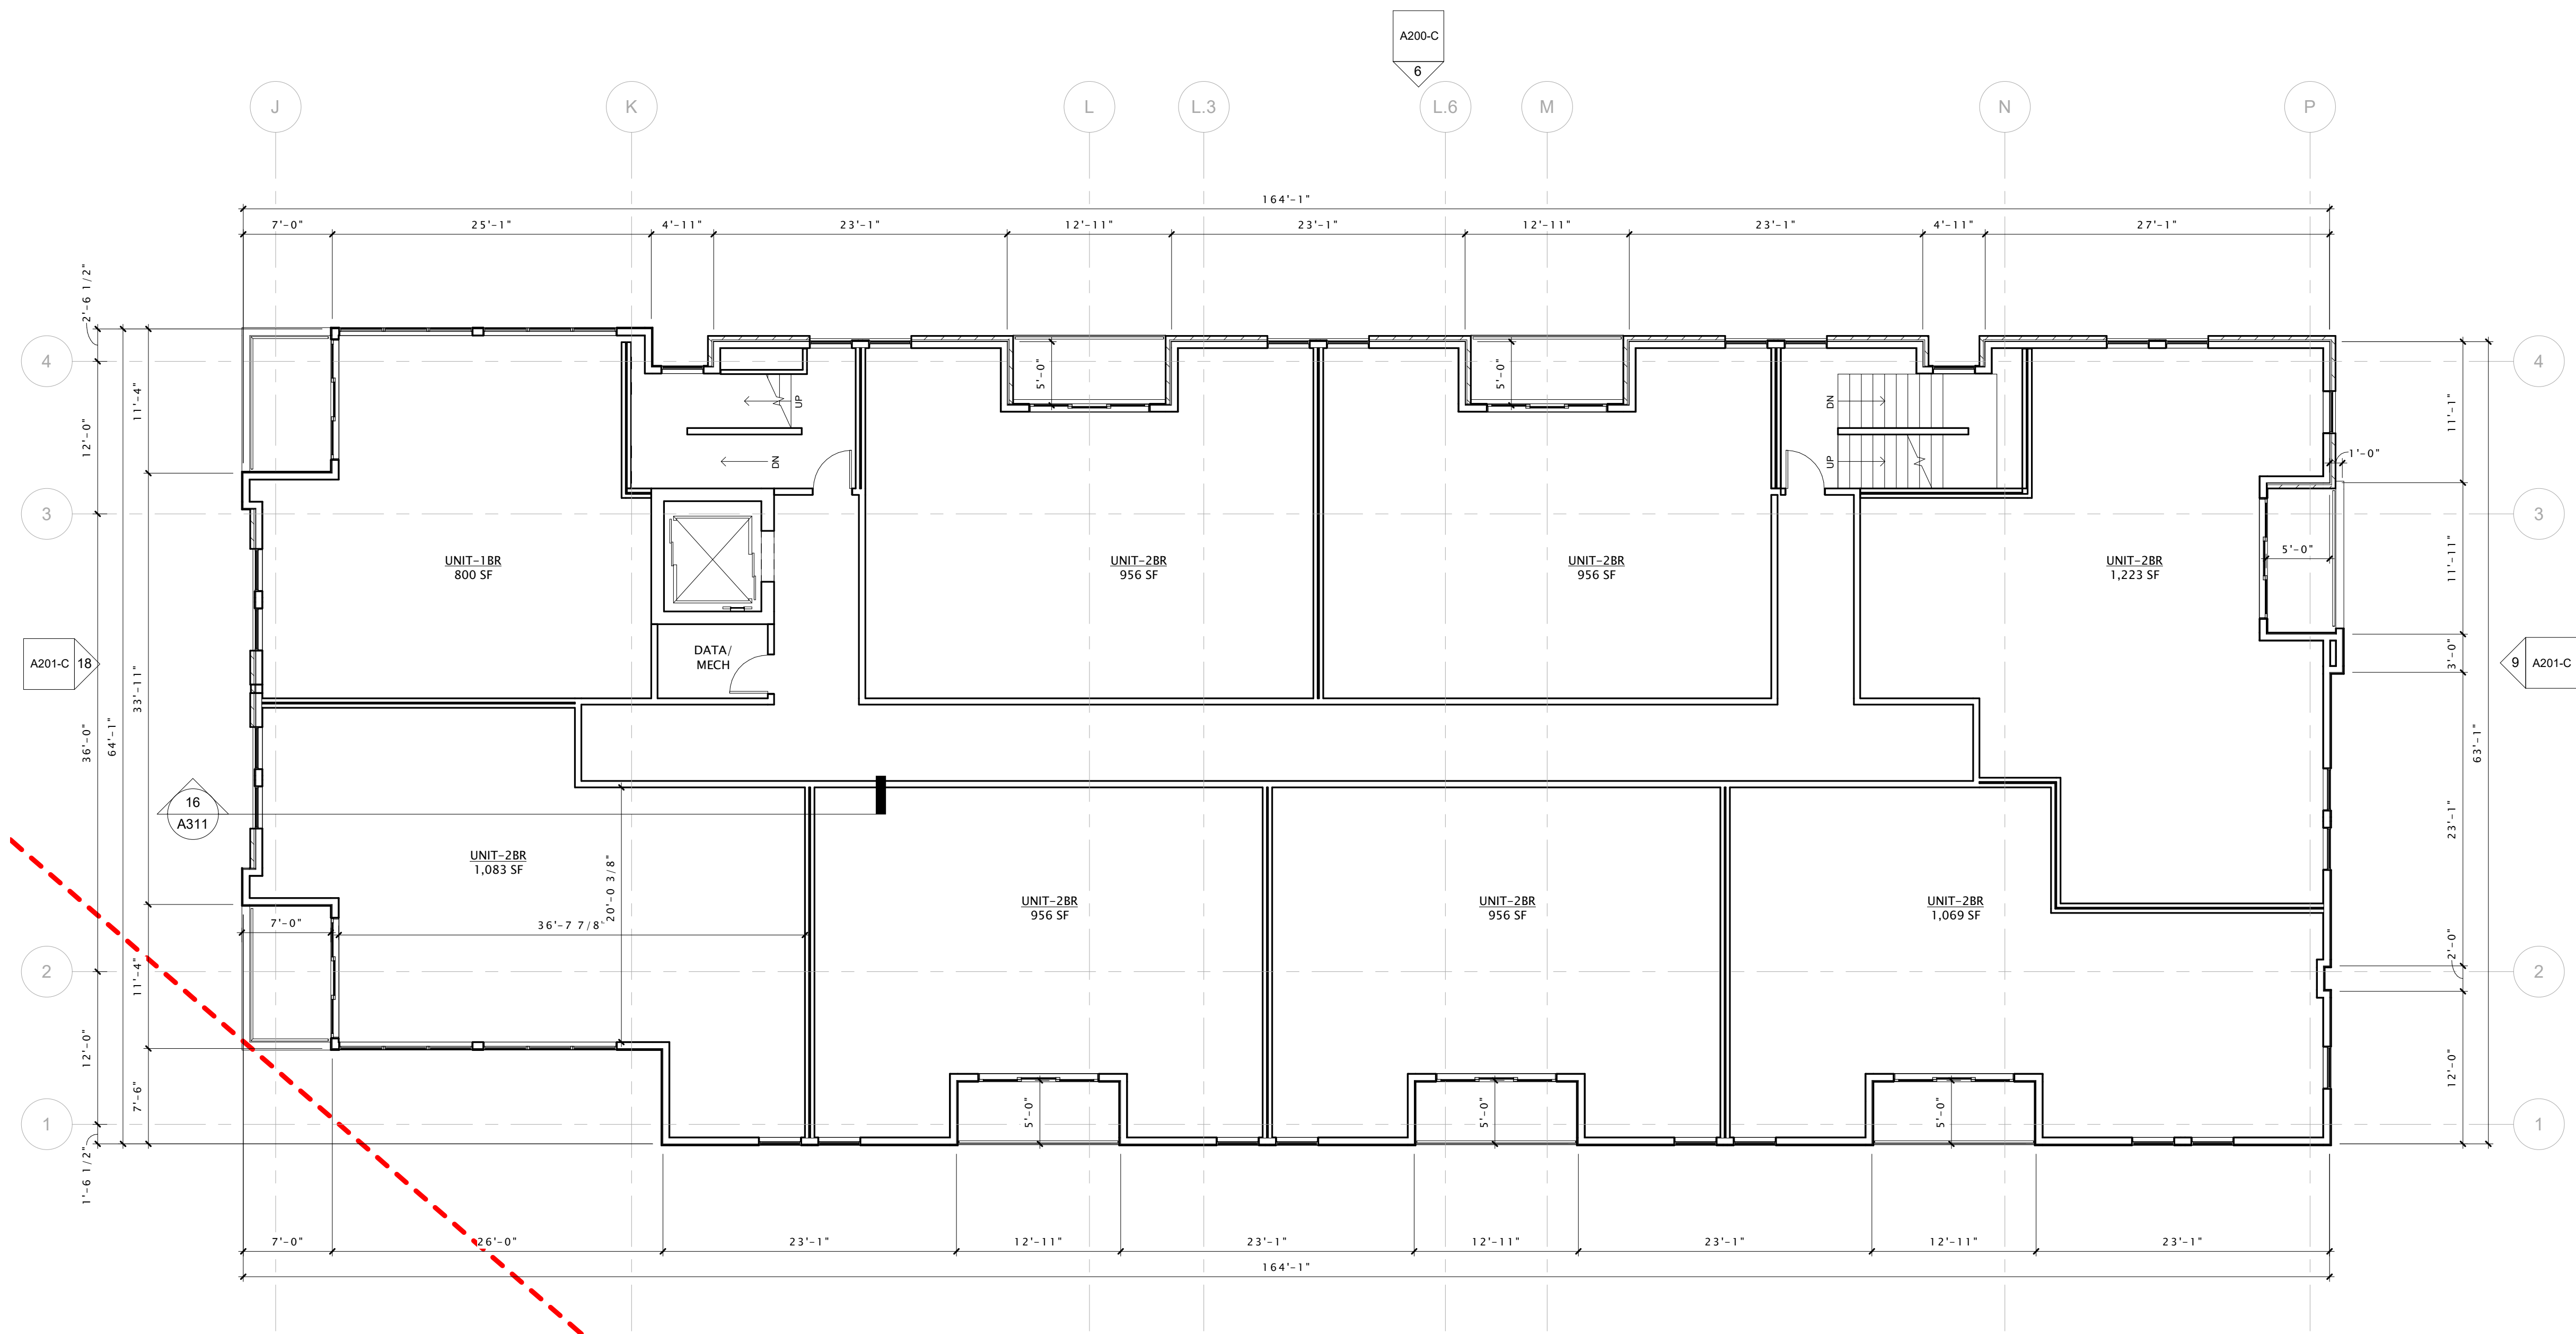 A200-C
6
J
K
L
L.3
L.6
M
N
P
164'-1"
7'-0"
25'-1"
4'-11"
23'-1"
12'-11"
23'-1"
12'-11"
23'-1"
4'-11"
27'-1"
2'-6 1/2"
4
4
11'-4"
12'-0"
5'-0"
5'-0"
UP
DN
DN
UP
11'-1"
1'-0"
3
3
UNIT-1BR
800 SF
UNIT-2BR
956 SF
UNIT-2BR
956 SF
UNIT-2BR
1,223 SF
5'-0"
11'-11"
DATA/
MECH
A201-C
18
9
A201-C
3'-0"
33'-11"
36'-0"
64'-1"
63'-1"
16
A311
UNIT-2BR
1,083 SF
20'-0 3/8"
23'-1"
UNIT-2BR
956 SF
UNIT-2BR
956 SF
UNIT-2BR
1,069 SF
7'-0"
36'-7 7/8"
2'-0"
2
2
11'-4"
12'-0"
12'-0"
7'-6"
5'-0"
5'-0"
5'-0"
1
1
1'-6 1/2"
7'-0"
26'-0"
23'-1"
12'-11"
23'-1"
12'-11"
23'-1"
12'-11"
23'-1"
164'-1"